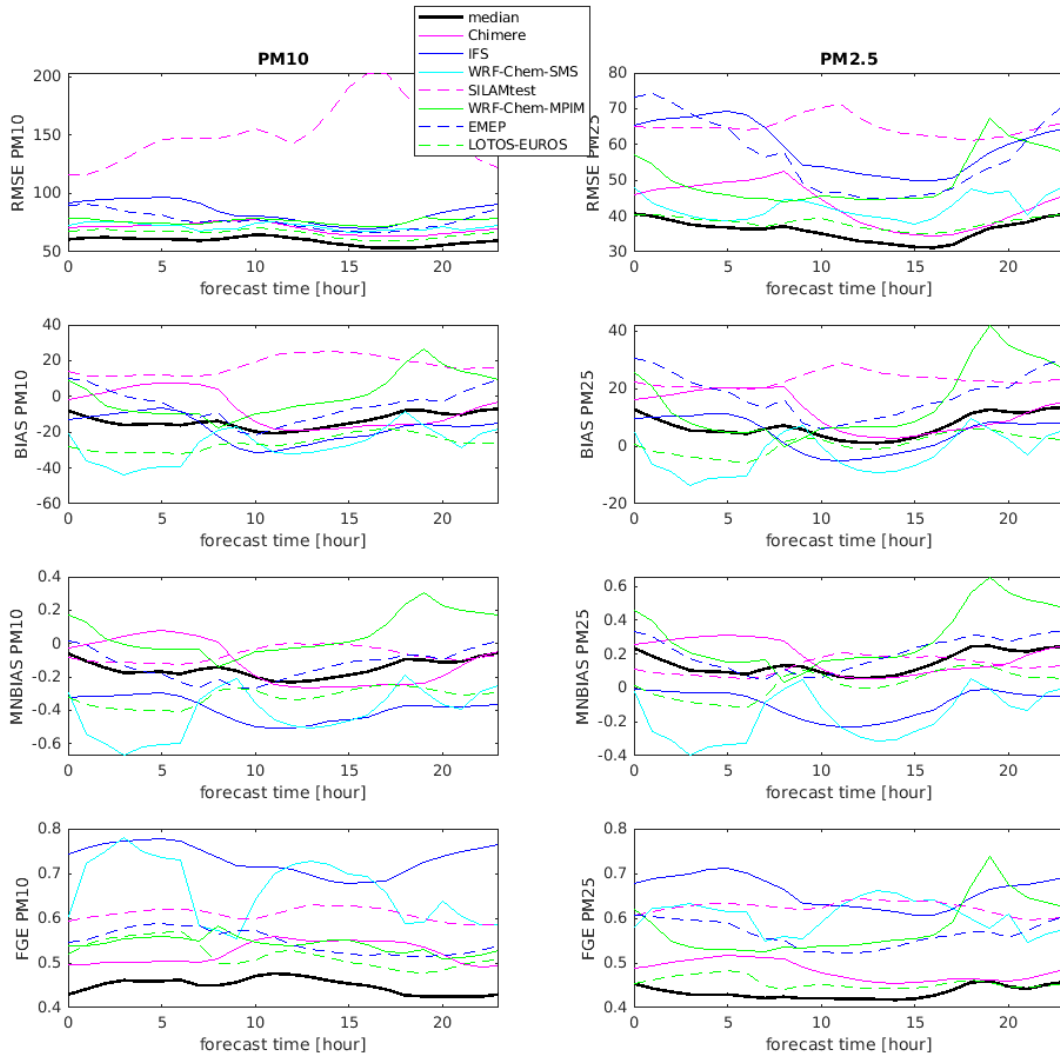 median
Chimere
IFS
WRF-Chem-SMS
SILAMtest
WRF-Chem-MPIM
EMEP
LOTOS-EUROS
PM10
200
150
100
50
RMSE PM10
0 5 10 15 20
forecast time [hour]
PM2.5
80
70
60
50
40
30
RMSE PM25
0 5 10 15 20
forecast time [hour]
40
20
0
-20
-40
-60
BIAS PM10
0 5 10 15 20
forecast time [hour]
40
20
0
-20
BIAS PM25
0 5 10 15 20
forecast time [hour]
0.4
0.2
0
-0.2
-0.4
-0.6
MNBIAS PM10
0 5 10 15 20
forecast time [hour]
0.6
0.4
0.2
0
-0.2
-0.4
MNBIAS PM25
0 5 10 15 20
forecast time [hour]
0.8
0.7
0.6
0.5
0.4
FGE PM10
0 5 10 15 20
forecast time [hour]
0.8
0.7
0.6
0.5
0.4
FGE PM25
0 5 10 15 20
forecast time [hour]